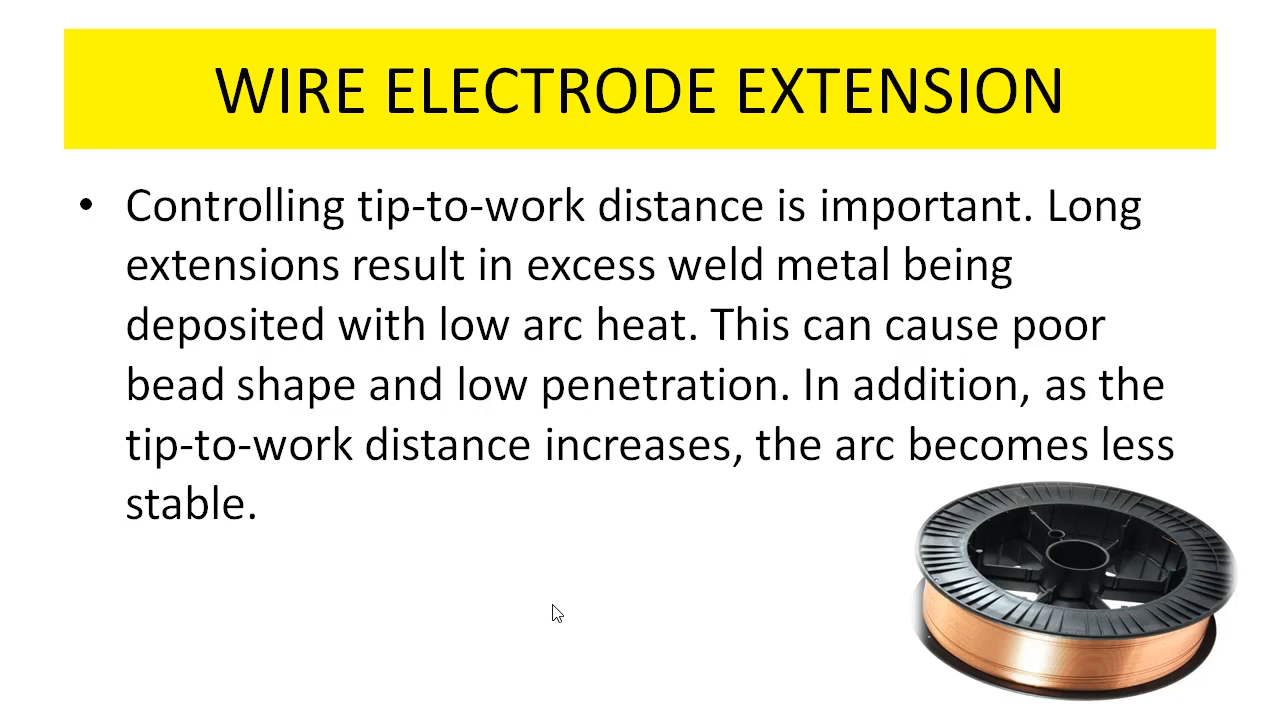 WIRE ELECTRODE EXTENSION
• Controlling tip-to-work distance is important. Long
extensions result in excess weld metal being
deposited with low arc heat. This can cause poor
bead shape and low penetration. In addition, as the
tip-to-work distance increases, the arc becomes less
stable.